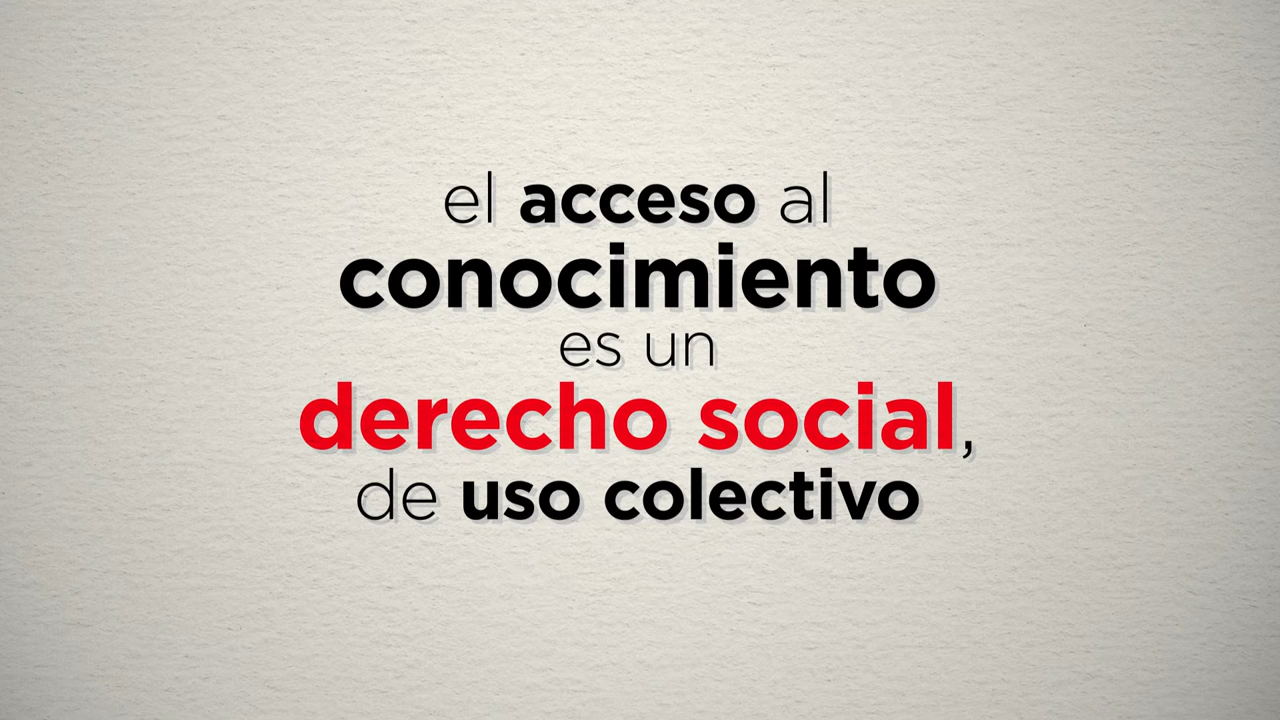 el acceso al
conocimiento
es un
derecho social,
de uso colectivo